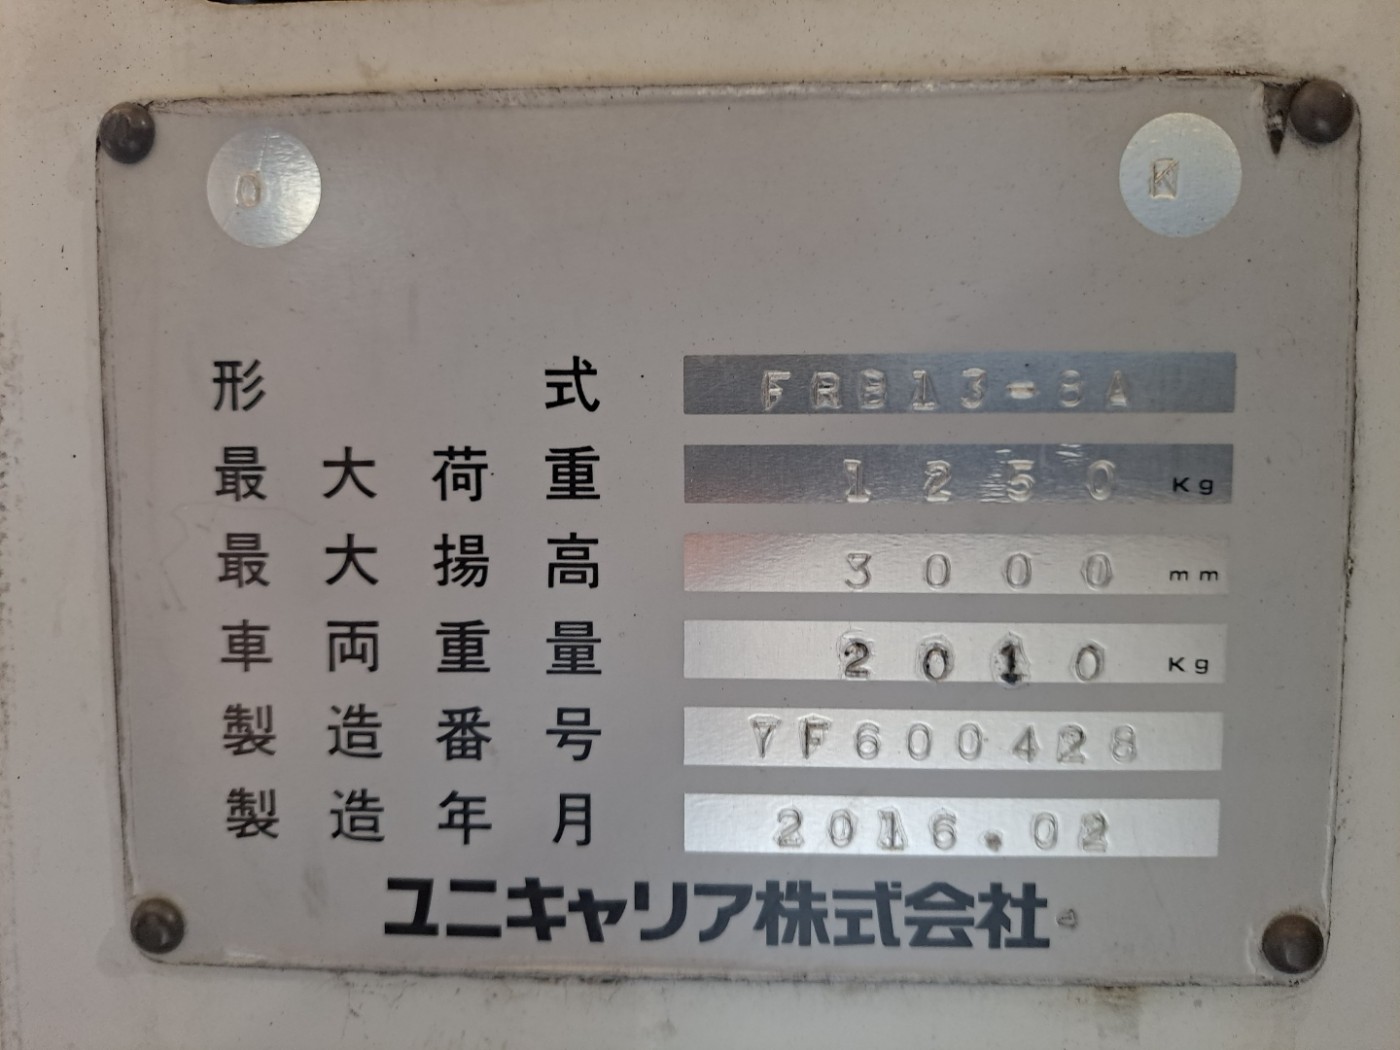 O K
形式 FRB13-8A
最大荷重 1250 Kg
最大揚高 3000 mm
車両重量 2010 Kg
製造番号 7F600428
製造年月 2016.02
ユニキャリア株式会社